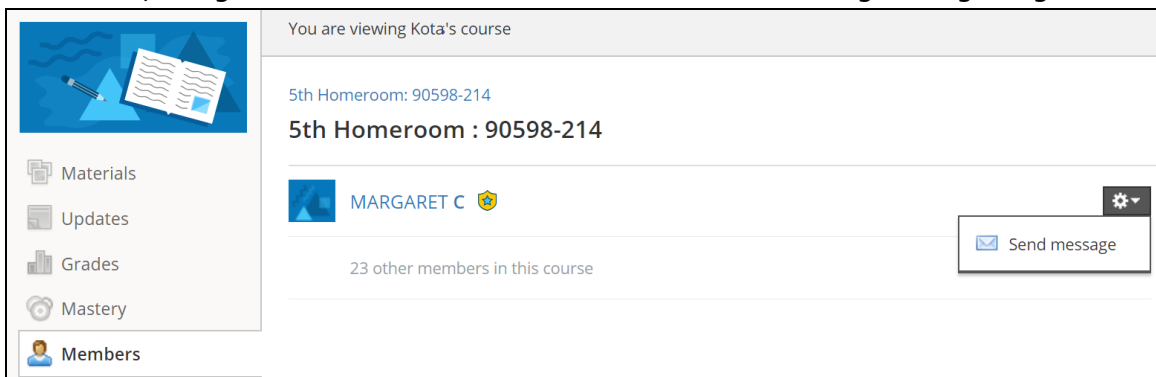 You are viewing Kota's course
5th Homeroom: 90598-214
5th Homeroom : 90598-214
Materials
Updates
Grades
Mastery
Members
MARGARET C
Send message
23 other members in this course